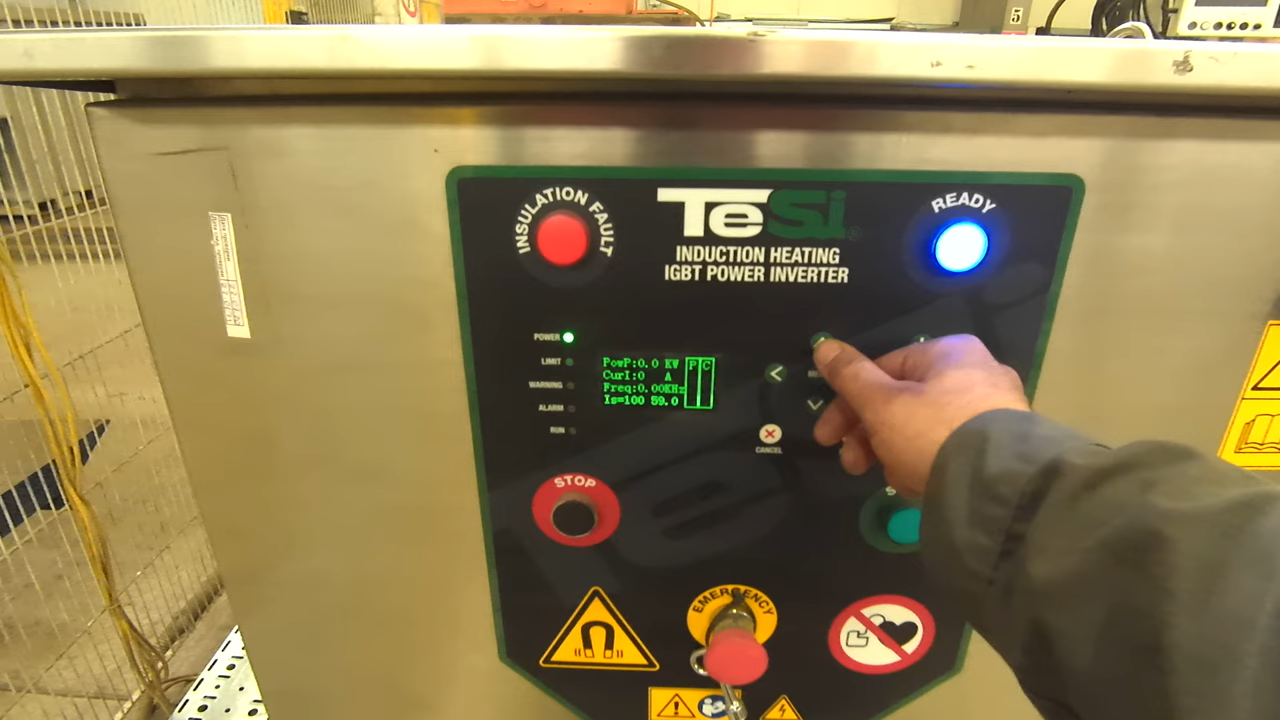 5
INSULATION FAULT
TeSi®
READY
INDUCTION HEATING
IGBT POWER INVERTER
POWER
LIMIT
WARNING
ALARM
RUN
PowP:0.0 KW
CurI:0 A
Freq:0.00KHz
Is=100 59.0
P C
CANCEL
STOP
EMERGENCY